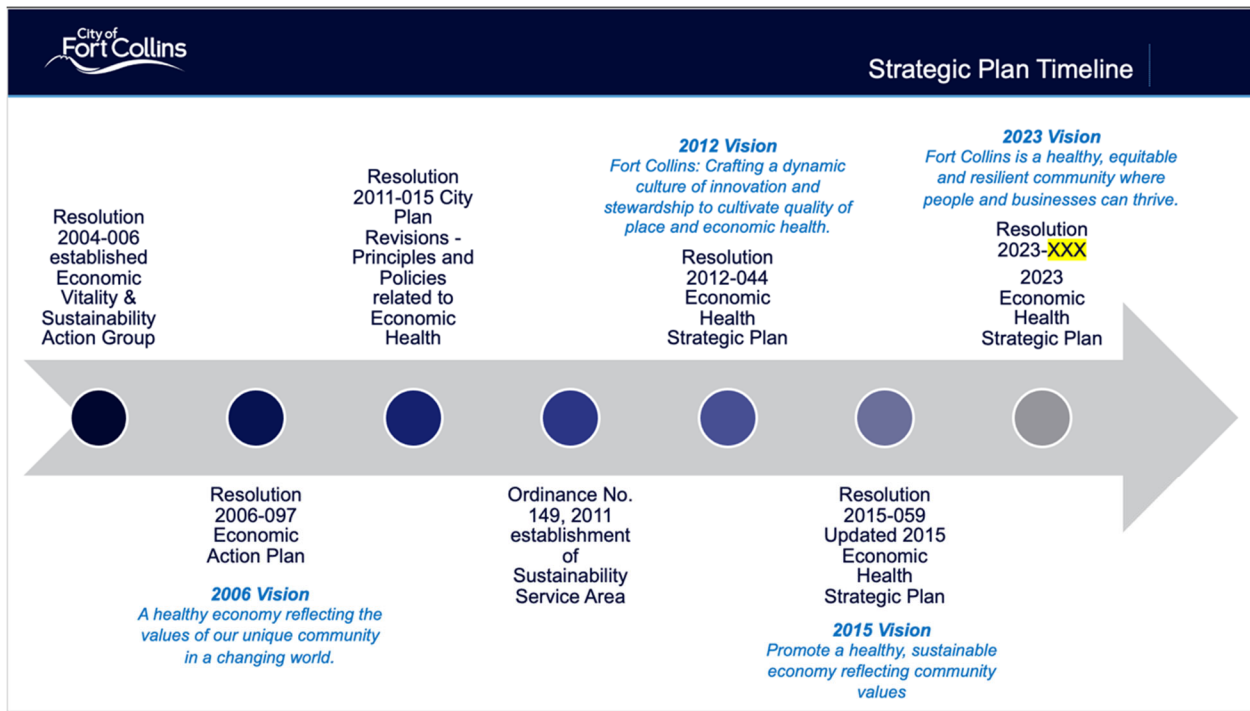 City of
Fort Collins
Strategic Plan Timeline
Resolution
2004-006
established
Economic
Vitality &
Sustainability
Action Group
Resolution
2006-097
Economic
Action Plan
2006 Vision
A healthy economy reflecting the
values of our unique community
in a changing world.
Resolution
2011-015 City
Plan
Revisions -
Principles and
Policies
related to
Economic
Health
Ordinance No.
149, 2011
establishment
of
Sustainability
Service Area
2012 Vision
Fort Collins: Crafting a dynamic
culture of innovation and
stewardship to cultivate quality of
place and economic health.
Resolution
2012-044
Economic
Health
Strategic Plan
Resolution
2015-059
Updated 2015
Economic
Health
Strategic Plan
2015 Vision
Promote a healthy, sustainable
economy reflecting community
values
2023 Vision
Fort Collins is a healthy, equitable
and resilient community where
people and businesses can thrive.
Resolution
2023-XXX
2023
Economic
Health
Strategic Plan